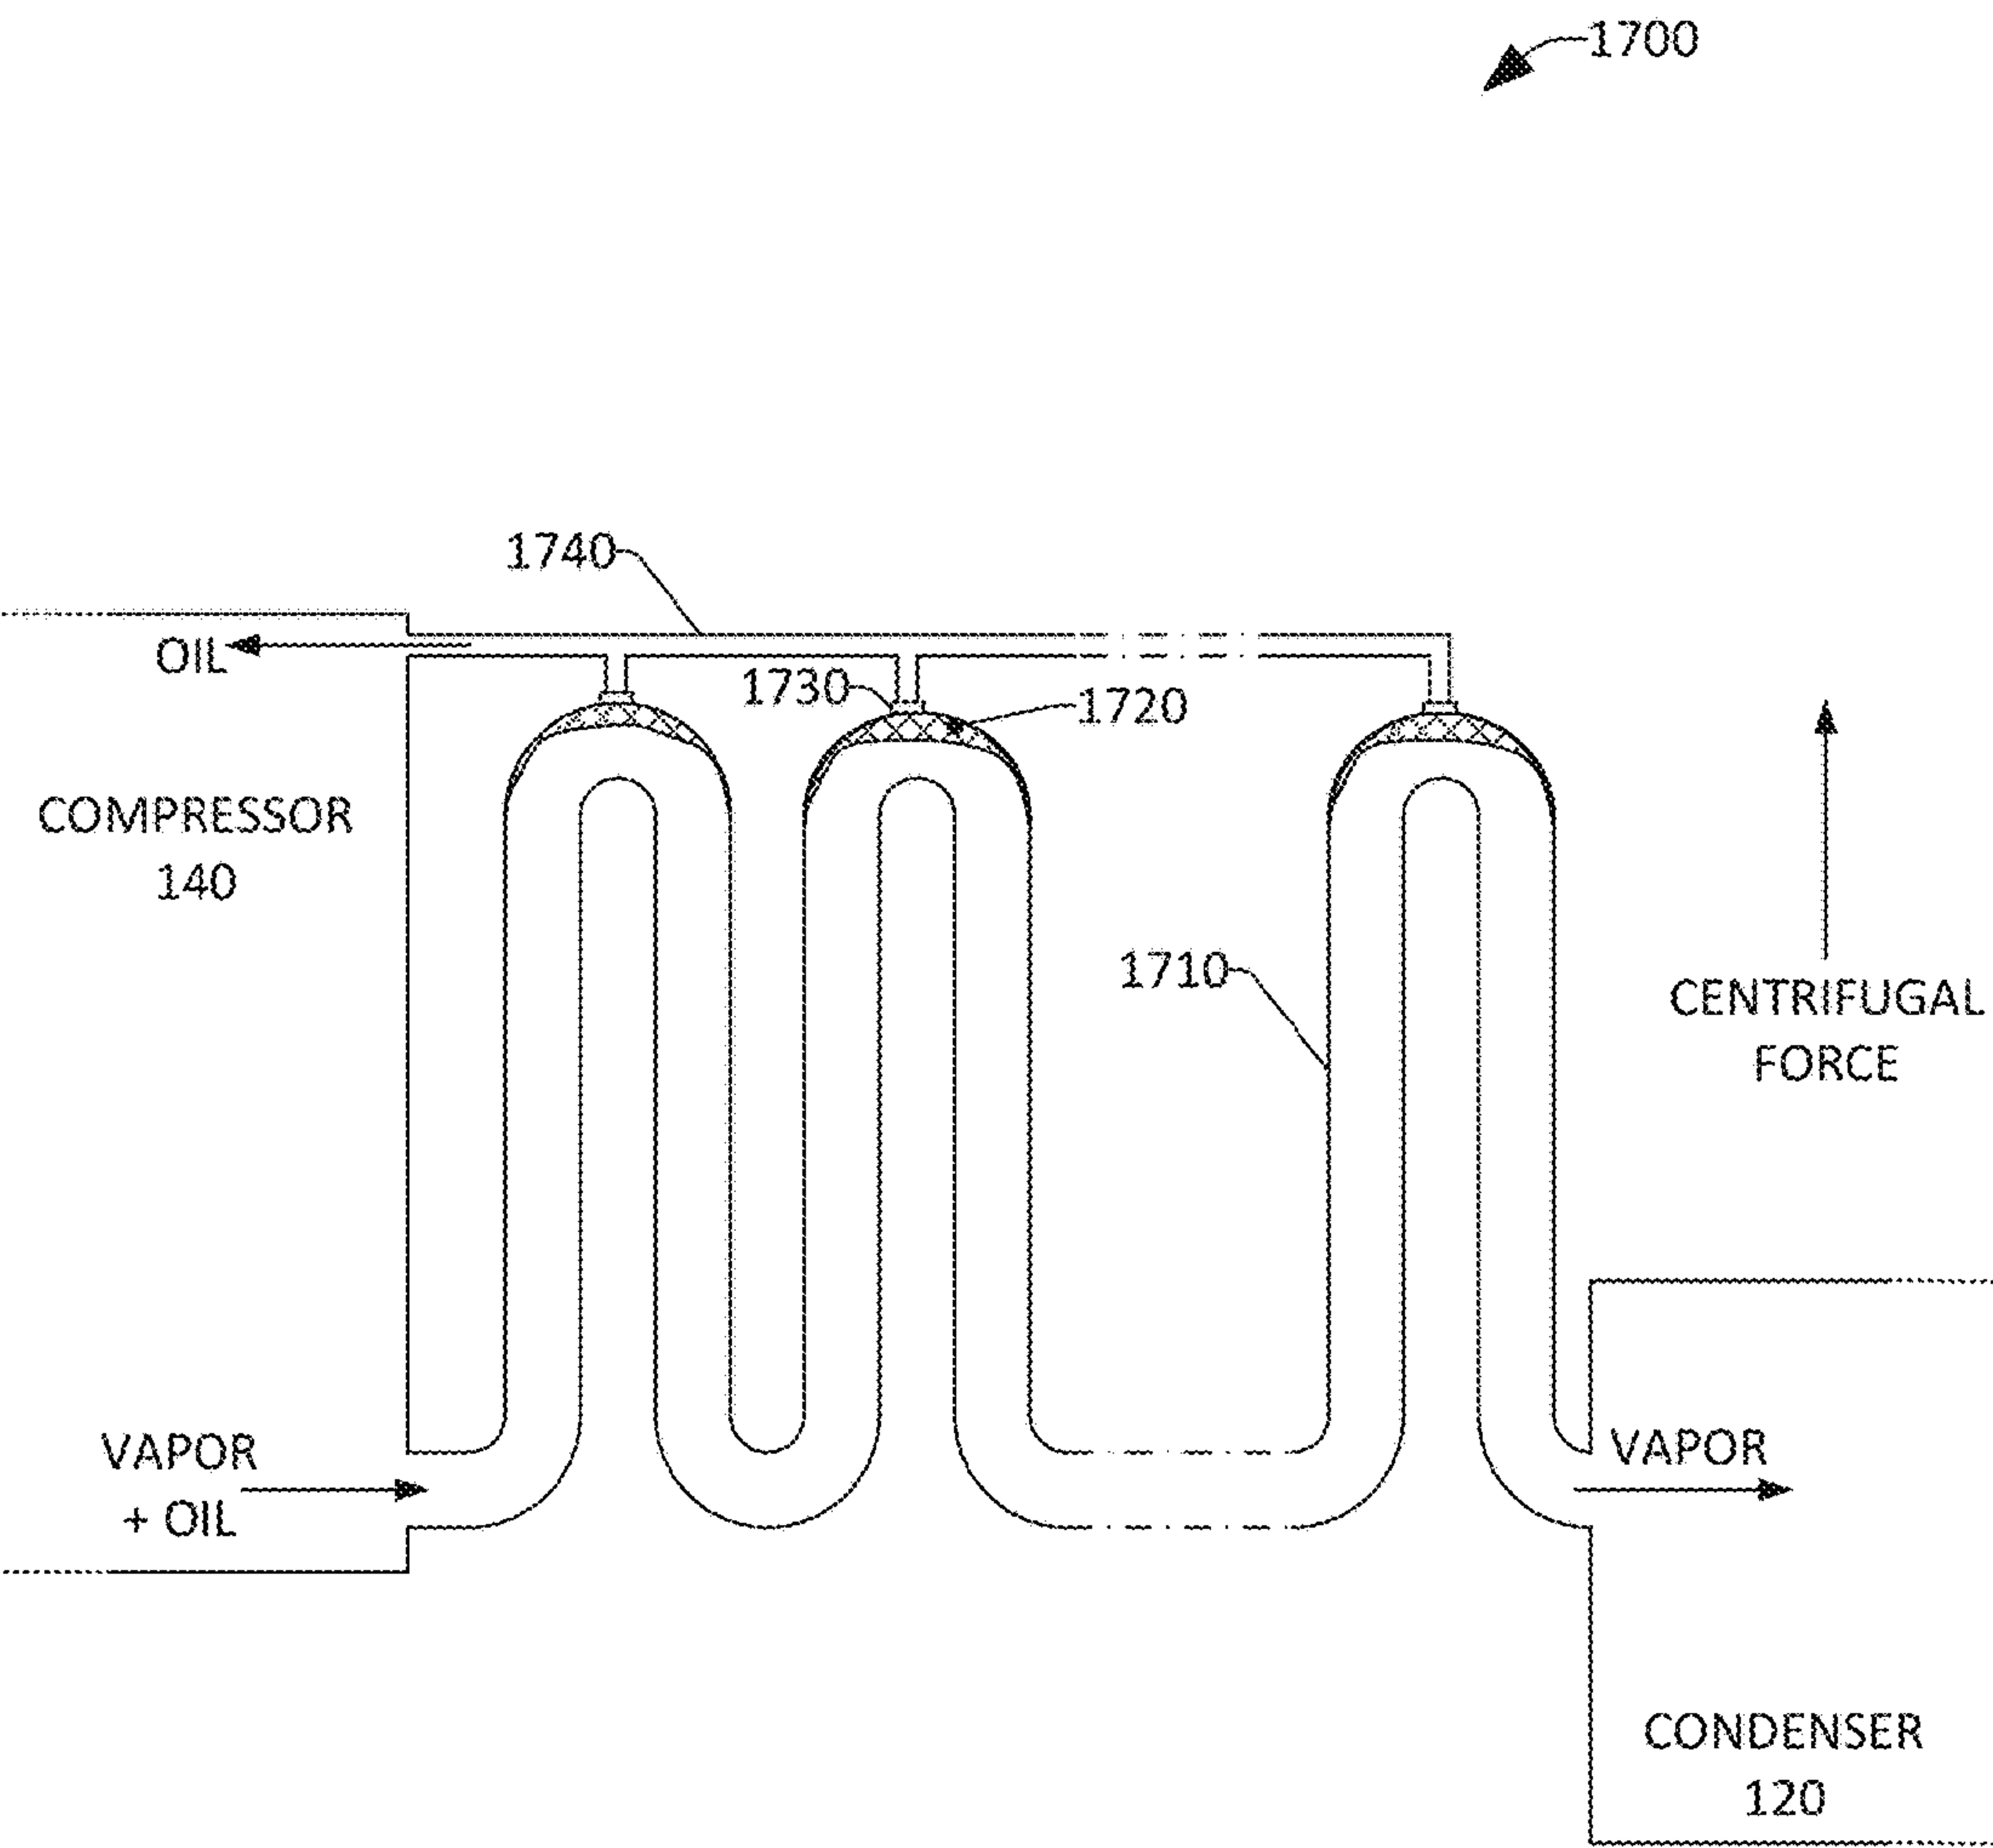 1700
1740
OIL
1730
1720
COMPRESSOR
140
1710
CENTRIFUGAL
FORCE
VAPOR
+ OIL
VAPOR
CONDENSER
120